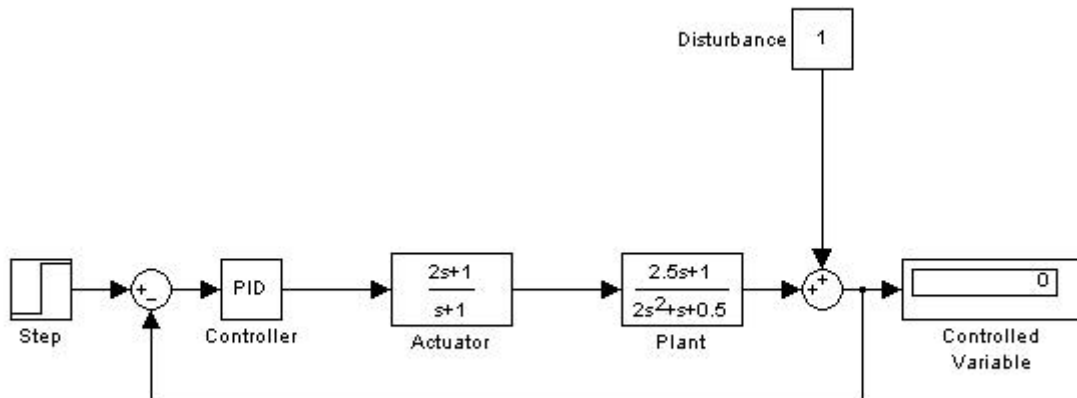 Disturbance
1
+
+
+
−
PID
2s+1
s+1
2.5s+1
2s²+s+0.5
0
Step
Controller
Actuator
Plant
Controlled
Variable